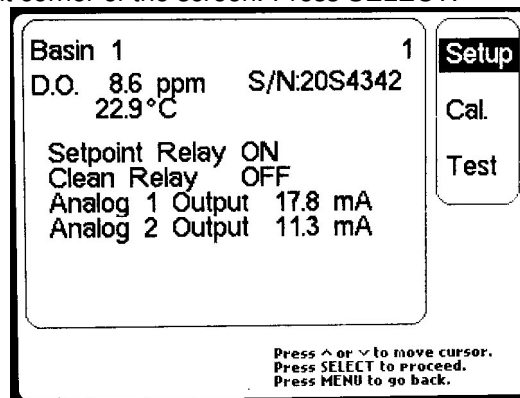 t corner of the screen. Press SELECT.
Basin 1 1
D.O. 8.6 ppm S/N:20S4342
22.9°C
Setpoint Relay ON
Clean Relay OFF
Analog 1 Output 17.8 mA
Analog 2 Output 11.3 mA
Setup
Cal.
Test
Press ^ or v to move cursor.
Press SELECT to proceed.
Press MENU to go back.